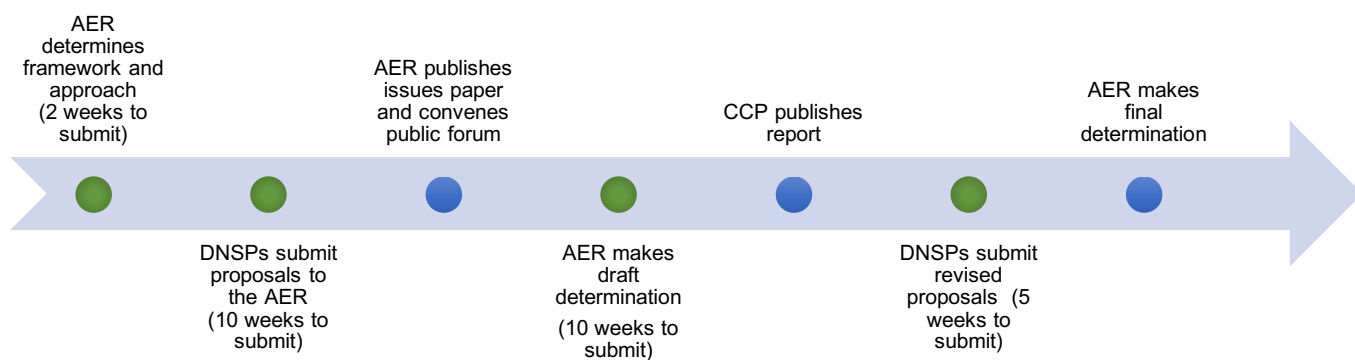 AER
determines
framework and
approach
(2 weeks to
submit)
DNSPs submit
proposals to
the AER
(10 weeks to
submit)
AER publishes
issues paper
and convenes
public forum
AER makes
draft
determination
(10 weeks to
submit)
CCP publishes
report
DNSPs submit
revised
proposals (5
weeks to
submit)
AER makes
final
determination